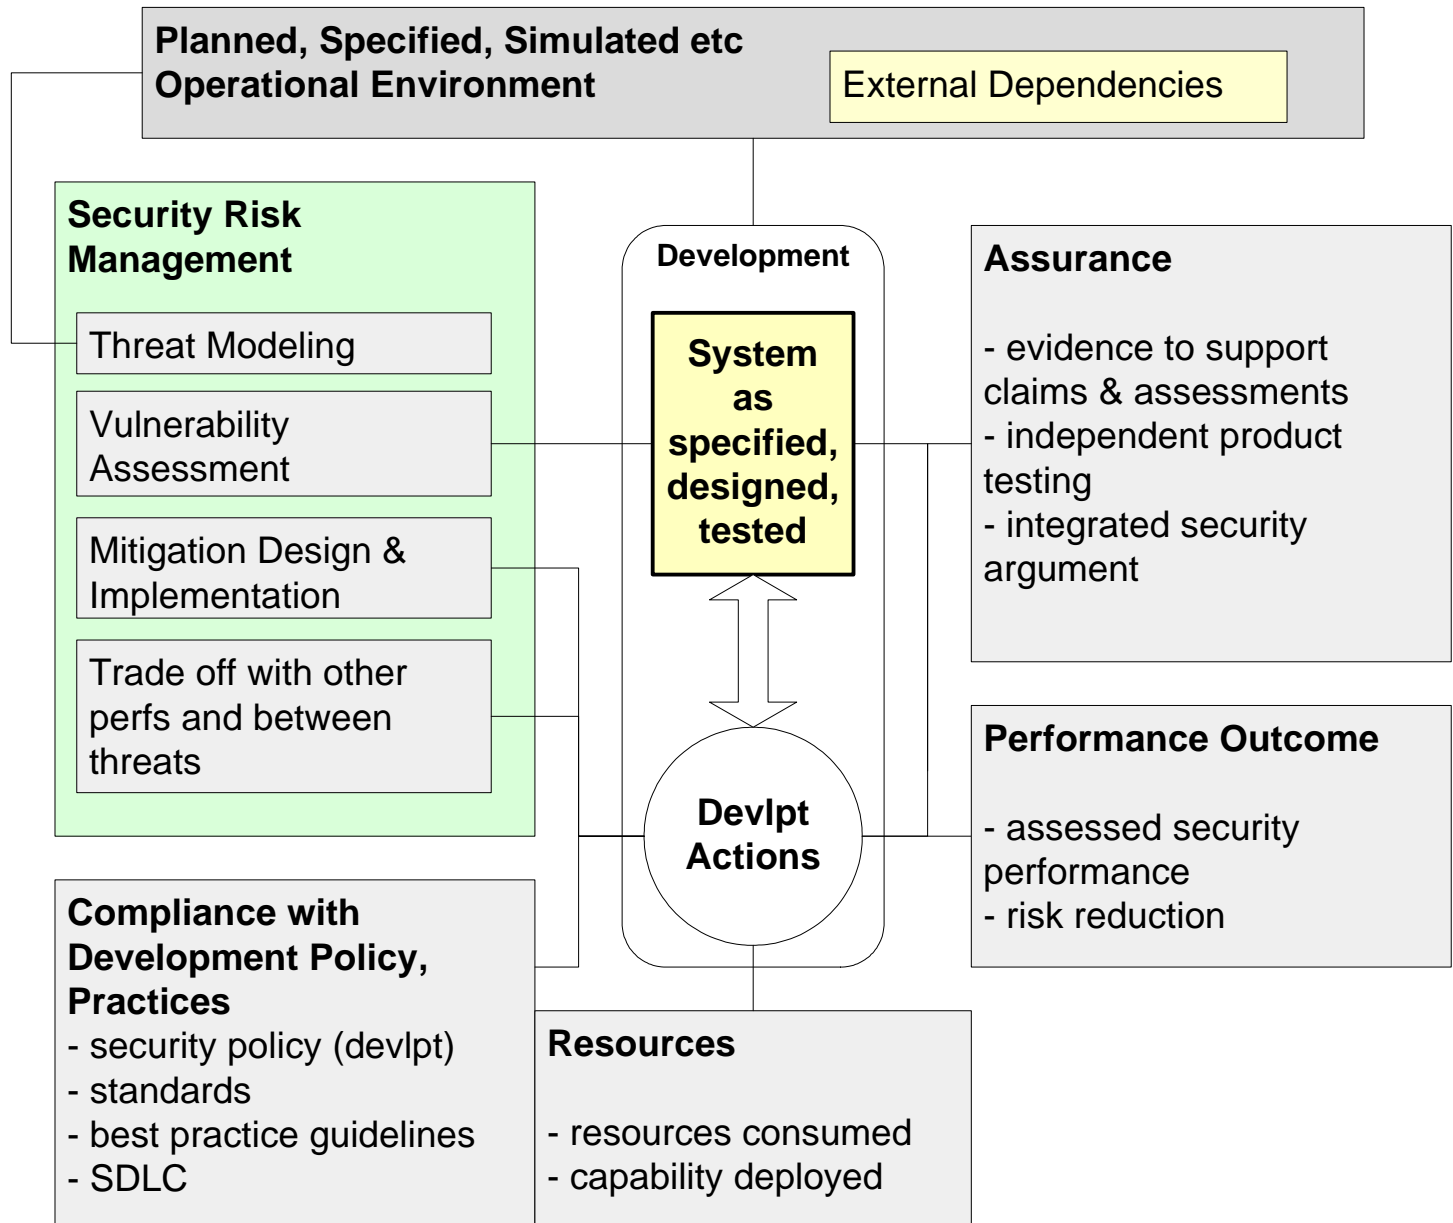 Planned, Specified, Simulated etc
Operational Environment
External Dependencies
Security Risk
Management
Threat Modeling
Vulnerability
Assessment
Mitigation Design &
Implementation
Trade off with other
perfs and between
threats
Development
System
as
specified,
designed,
tested
Devlpt
Actions
Assurance
- evidence to support
claims & assessments
- independent product
testing
- integrated security
argument
Performance Outcome
- assessed security
performance
- risk reduction
Compliance with
Development Policy,
Practices
- security policy (devlpt)
- standards
- best practice guidelines
- SDLC
Resources
- resources consumed
- capability deployed